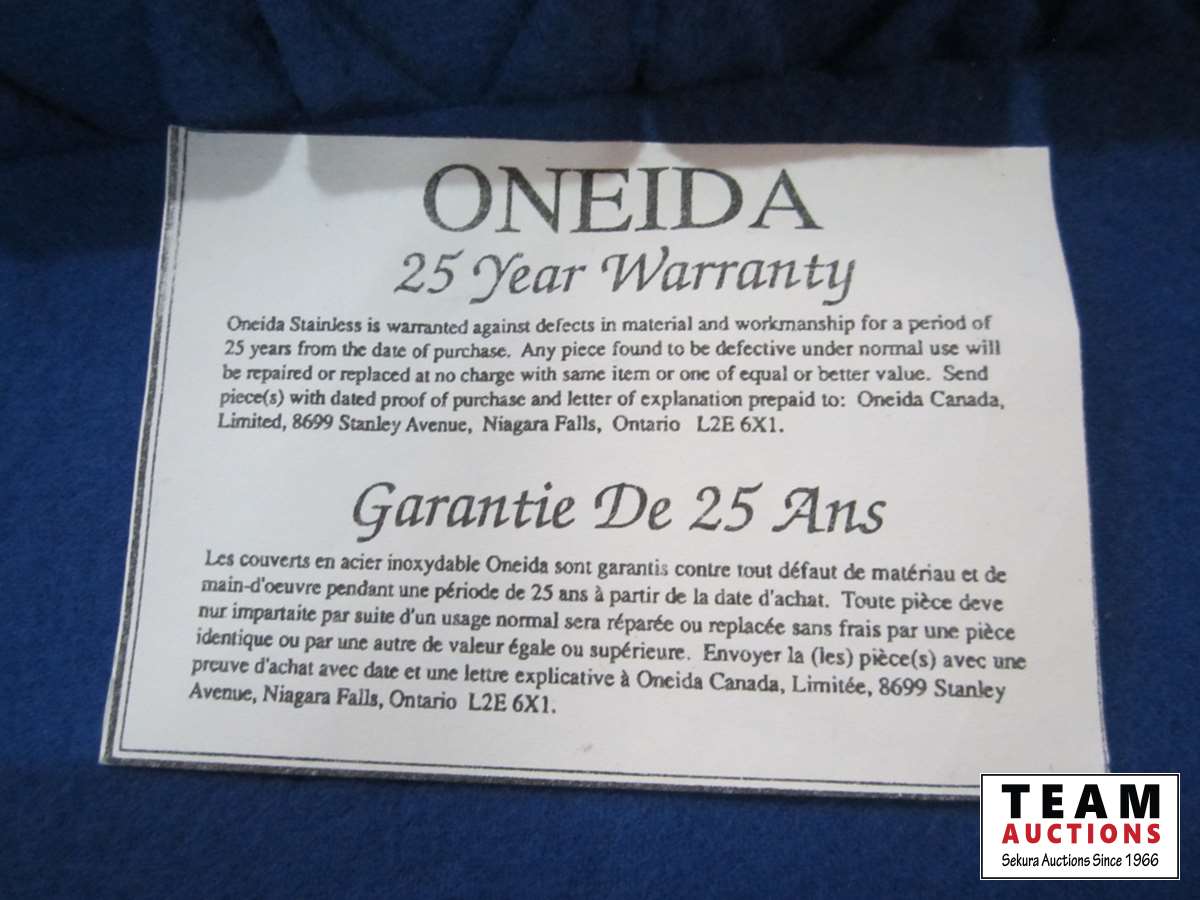 ONEIDA
25 Year Warranty
Oneida Stainless is warranted against defects in material and workmanship for a period of
25 years from the date of purchase. Any piece found to be defective under normal use will
be repaired or replaced at no charge with same item or one of equal or better value. Send
piece(s) with dated proof of purchase and letter of explanation prepaid to: Oneida Canada,
Limited, 8699 Stanley Avenue, Niagara Falls, Ontario L2E 6X1.
Garantie De 25 Ans
Les couverts en acier inoxydable Oneida sont garantis contre tout défaut de matériau et de
main-d'oeuvre pendant une période de 25 ans à partir de la date d'achat. Toute pièce deve
nur impartaite par suite d'un usage normal sera réparée ou replacée sans frais par une pièce
identique ou par une autre de valeur égale ou supérieure. Envoyer la (les) pièce(s) avec une
preuve d'achat avec date et une lettre explicative à Oneida Canada, Limitée, 8699 Stanley
Avenue, Niagara Falls, Ontario L2E 6X1.
TEAM
AUCTIONS
Sekura Auctions Since 1966